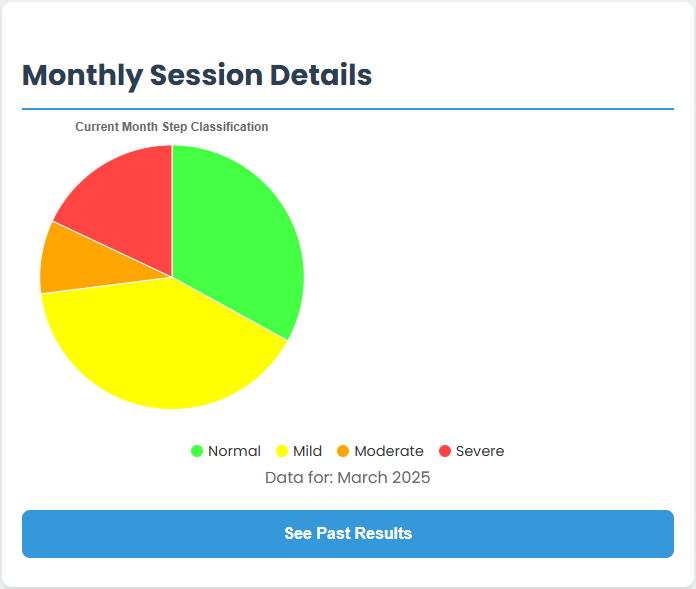 Monthly Session Details
Current Month Step Classification
Normal Mild Moderate Severe
Data for: March 2025
See Past Results